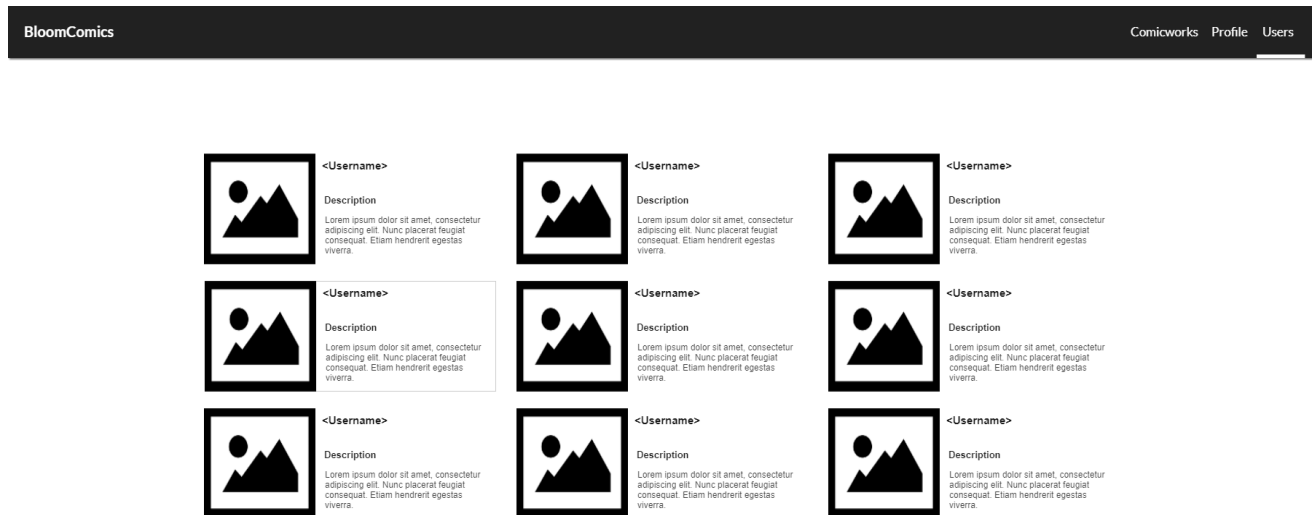 BloomComics
Comicworks Profile Users
<Username>
Description
Lorem ipsum dolor sit amet, consectetur
adipiscing elit. Nunc placerat feugiat
consequat. Etiam hendrerit egestas
viverra.
<Username>
Description
Lorem ipsum dolor sit amet, consectetur
adipiscing elit. Nunc placerat feugiat
consequat. Etiam hendrerit egestas
viverra.
<Username>
Description
Lorem ipsum dolor sit amet, consectetur
adipiscing elit. Nunc placerat feugiat
consequat. Etiam hendrerit egestas
viverra.
<Username>
Description
Lorem ipsum dolor sit amet, consectetur
adipiscing elit. Nunc placerat feugiat
consequat. Etiam hendrerit egestas
viverra.
<Username>
Description
Lorem ipsum dolor sit amet, consectetur
adipiscing elit. Nunc placerat feugiat
consequat. Etiam hendrerit egestas
viverra.
<Username>
Description
Lorem ipsum dolor sit amet, consectetur
adipiscing elit. Nunc placerat feugiat
consequat. Etiam hendrerit egestas
viverra.
<Username>
Description
Lorem ipsum dolor sit amet, consectetur
adipiscing elit. Nunc placerat feugiat
consequat. Etiam hendrerit egestas
viverra.
<Username>
Description
Lorem ipsum dolor sit amet, consectetur
adipiscing elit. Nunc placerat feugiat
consequat. Etiam hendrerit egestas
viverra.
<Username>
Description
Lorem ipsum dolor sit amet, consectetur
adipiscing elit. Nunc placerat feugiat
consequat. Etiam hendrerit egestas
viverra.